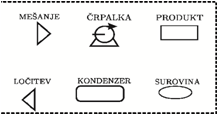 MEŠANJE ČRPALKA PRODUKT
LOČITEV KONDENZER SUROVINA